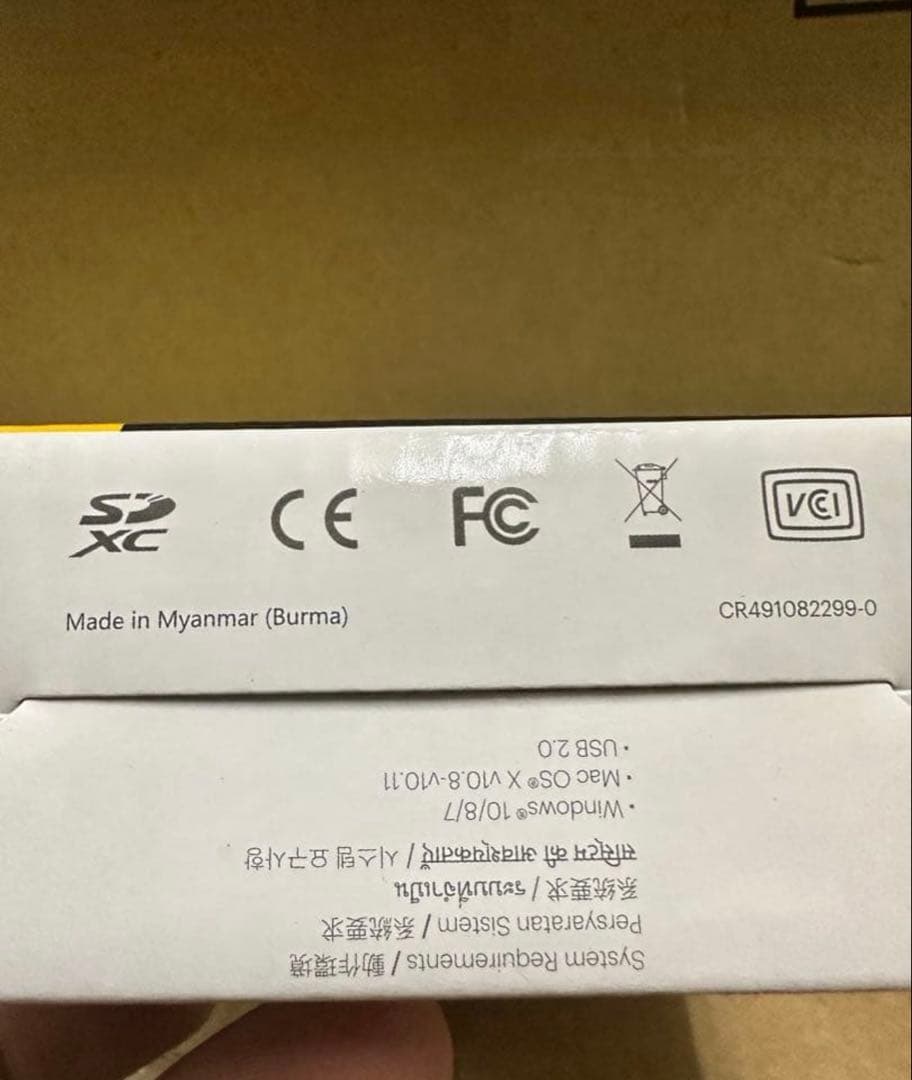 SD
XC
CE
FC
VCI
Made in Myanmar (Burma)
CR491082299-0
System Requirements / 動作環境
Persyaratan Sistem / 系統要求
系统要求 / ระบบที่จำเป็น
सिस्टम की आवश्यकताएँ / 시스템 요구사항
• Windows® 10/8/7
• Mac OS® X v10.8-v10.11
• USB 2.0